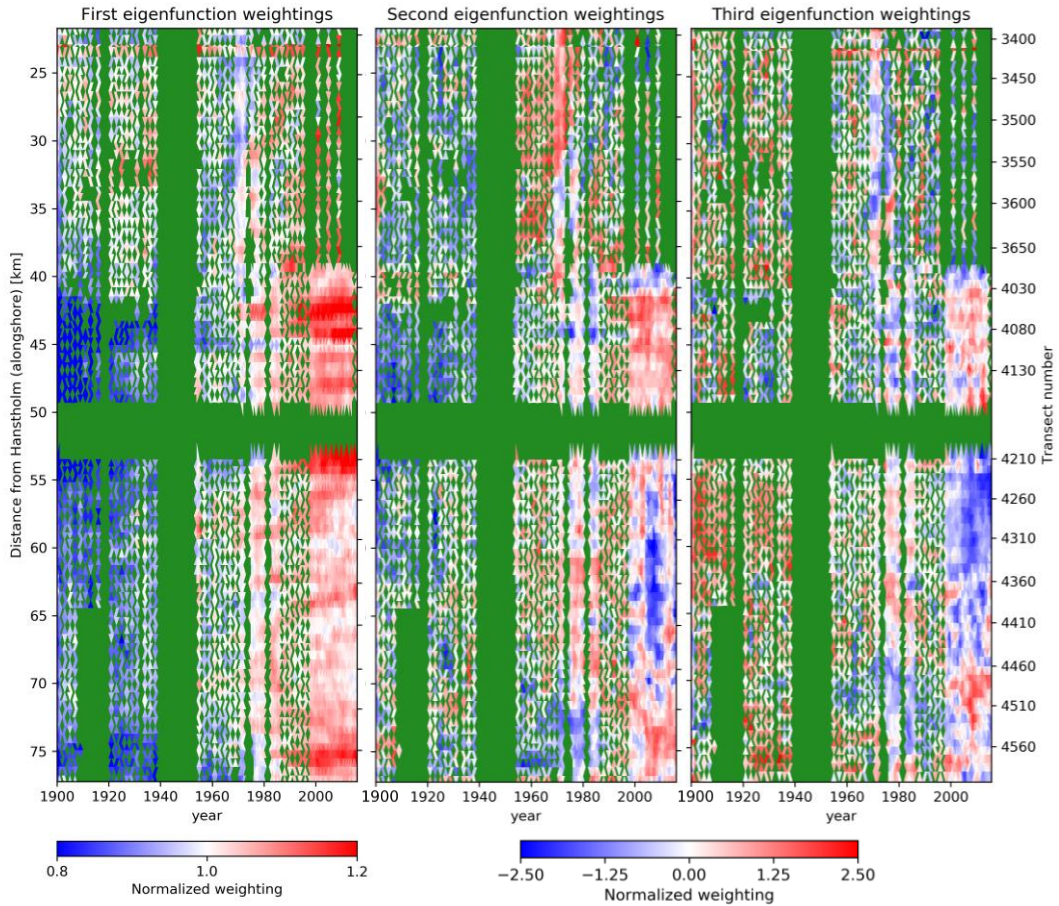 First eigenfunction weightings
Second eigenfunction weightings
Third eigenfunction weightings
Distance from Hanstholm (alongshore) [km]
25
30
35
40
45
50
55
60
65
70
75
3400
3450
3500
3550
3600
3650
4030
4080
4130
4210
4260
4310
4360
4410
4460
4510
4560
Transect number
1900 1920 1940 1960 1980 2000
1900 1920 1940 1960 1980 2000
1900 1920 1940 1960 1980 2000
year
year
year
0.8 1.0 1.2
Normalized weighting
−2.50 −1.25 0.00 1.25 2.50
Normalized weighting